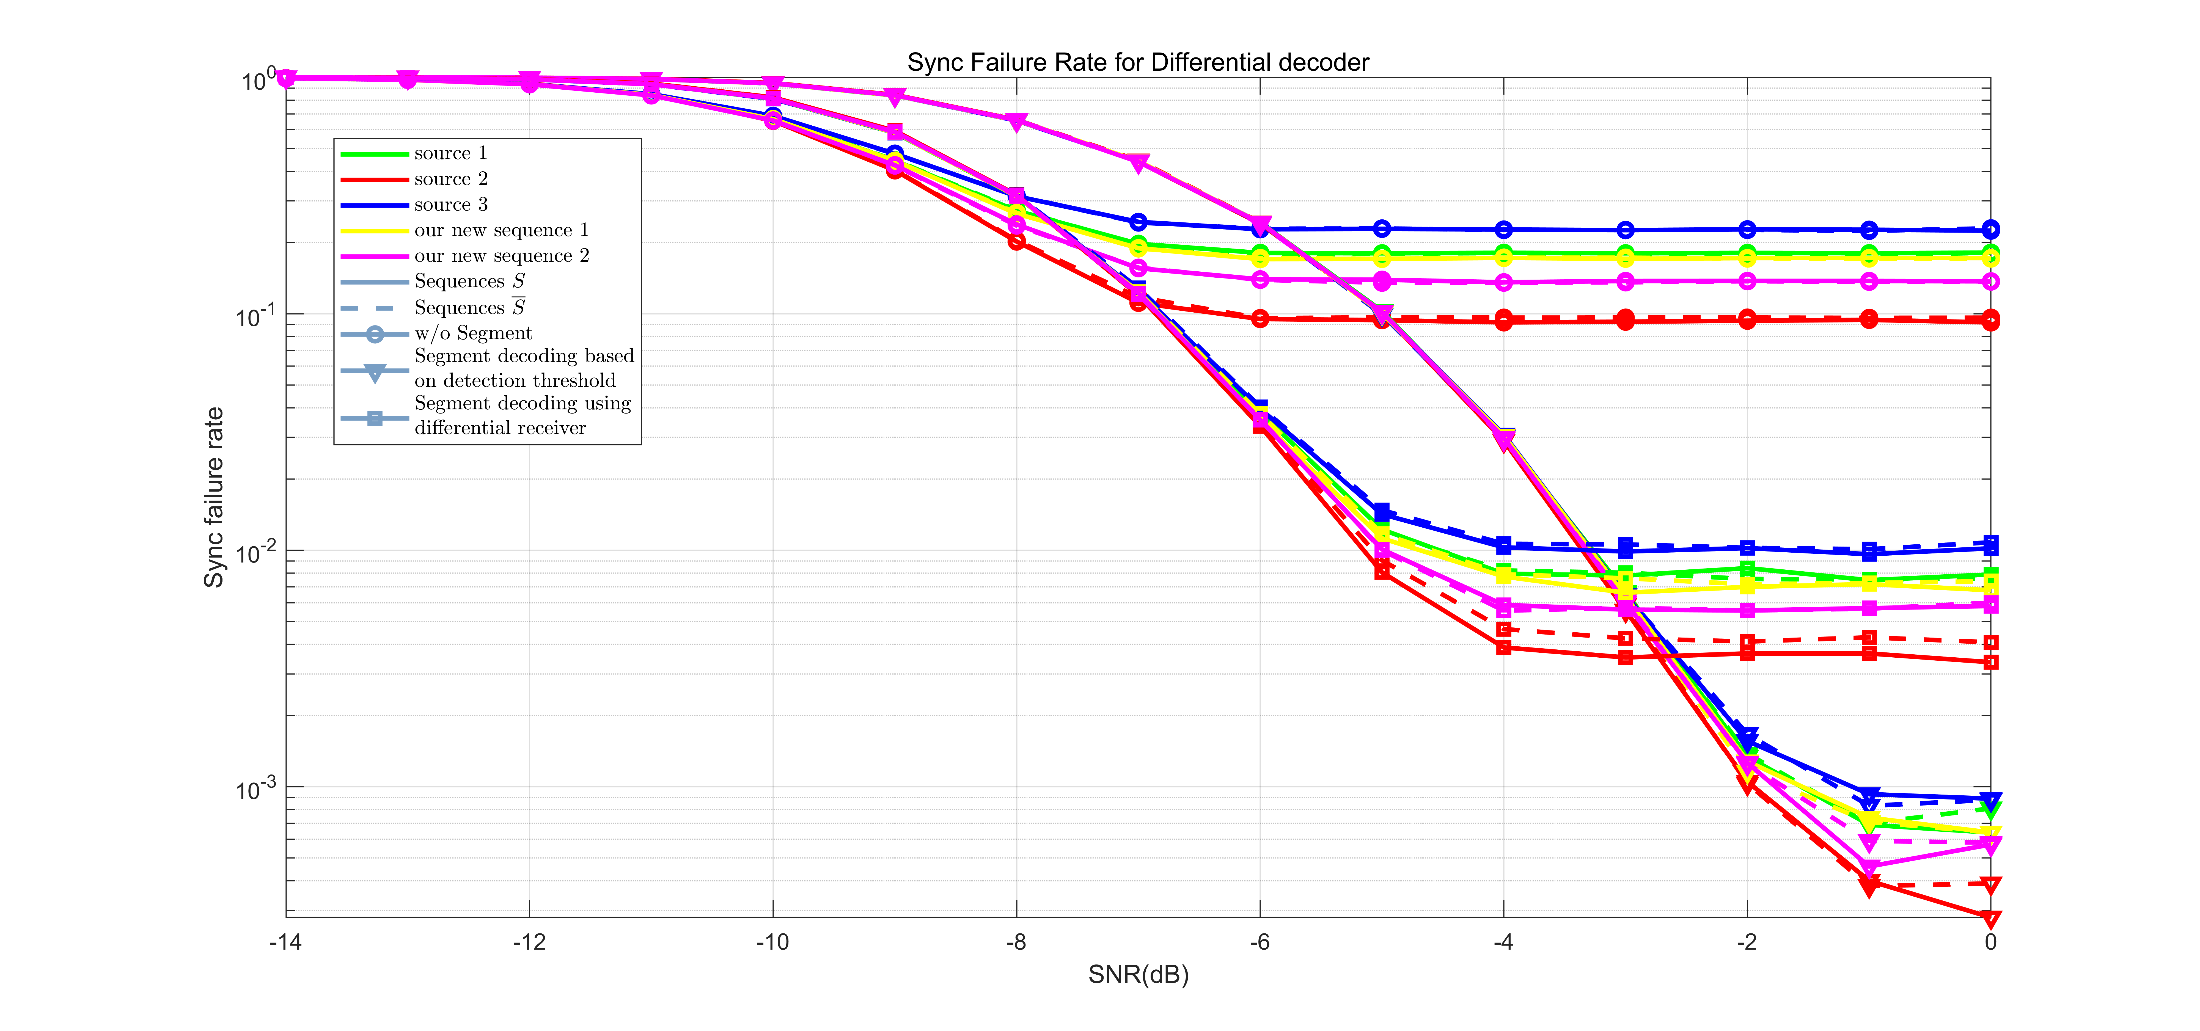 Sync Failure Rate for Differential decoder
10^0
10^-1
10^-2
10^-3
Sync failure rate
source 1
source 2
source 3
our new sequence 1
our new sequence 2
Sequences S
Sequences S̅
w/o Segment
Segment decoding based
on detection threshold
Segment decoding using
differential receiver
-14 -12 -10 -8 -6 -4 -2 0
SNR(dB)